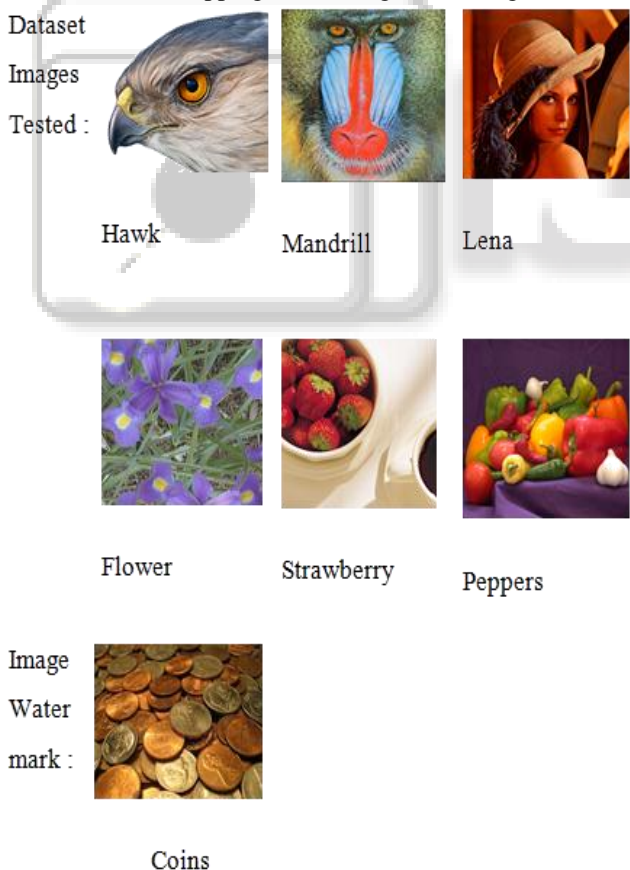 Dataset
Images
Tested :
Hawk
Mandrill
Lena
Flower
Strawberry
Peppers
Image
Water
mark :
Coins